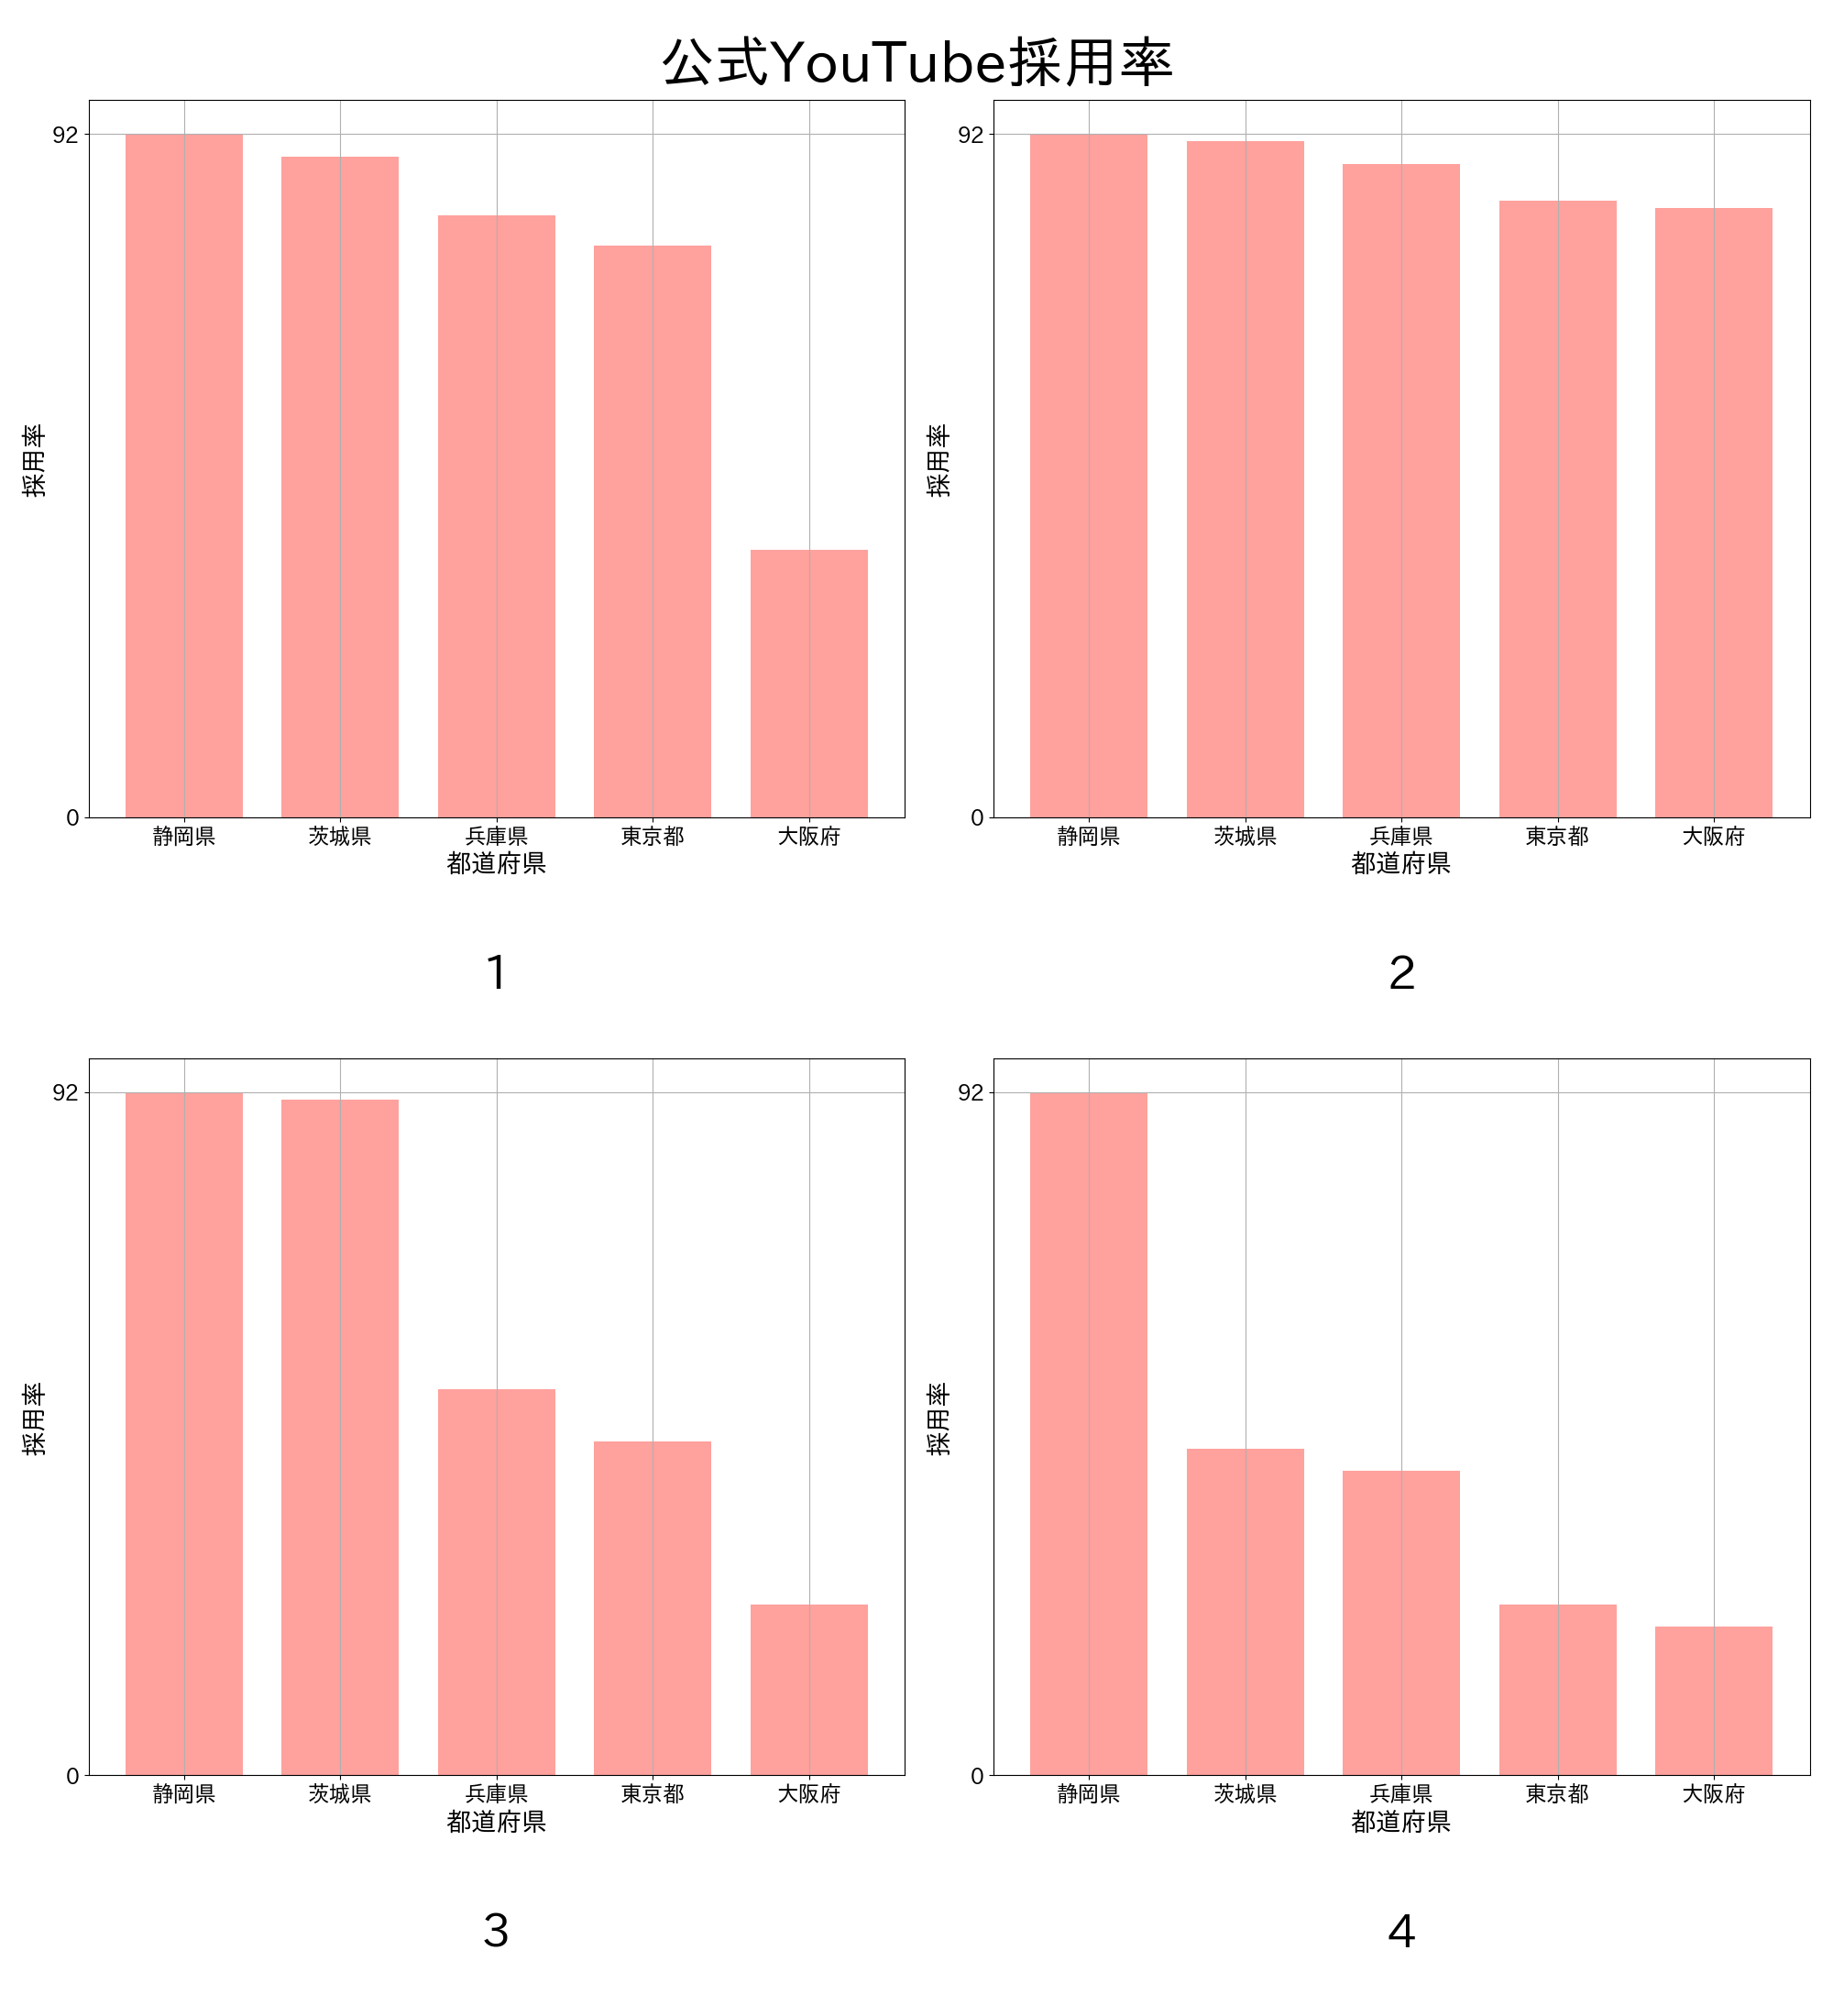 公式YouTube採用率
92
採用率
0
静岡県 茨城県 兵庫県 東京都 大阪府
都道府県
1
92
採用率
0
静岡県 茨城県 兵庫県 東京都 大阪府
都道府県
2
92
採用率
0
静岡県 茨城県 兵庫県 東京都 大阪府
都道府県
3
92
採用率
0
静岡県 茨城県 兵庫県 東京都 大阪府
都道府県
4